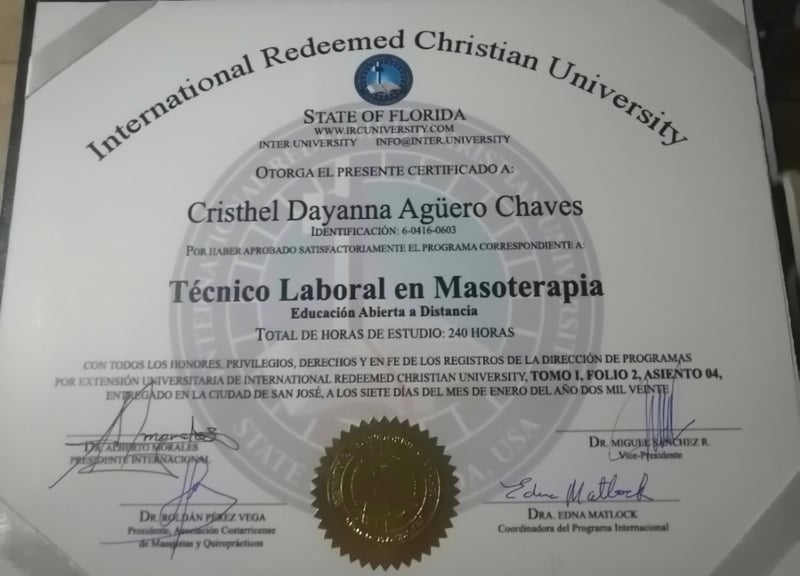 International Redeemed Christian University
STATE OF FLORIDA
WWW.IRCUNIVERSITY.COM
INTER.UNIVERSITY INFO@INTER.UNIVERSITY
OTORGA EL PRESENTE CERTIFICADO A:
Cristhel Dayanna Agüero Chaves
IDENTIFICACIÓN: 6-0416-0603
POR HABER APROBADO SATISFACTORIAMENTE EL PROGRAMA CORRESPONDIENTE A:
Técnico Laboral en Masoterapia
Educación Abierta a Distancia
TOTAL DE HORAS DE ESTUDIO: 240 HORAS
CON TODOS LOS HONORES, PRIVILEGIOS, DERECHOS Y EN FE DE LOS REGISTROS DE LA DIRECCIÓN DE PROGRAMAS
POR EXTENSIÓN UNIVERSITARIA DE INTERNATIONAL REDEEMED CHRISTIAN UNIVERSITY, TOMO I, FOLIO 2, ASIENTO 04,
ENTREGADO EN LA CIUDAD DE SAN JOSÉ, A LOS SIETE DÍAS DEL MES DE ENERO DEL AÑO DOS MIL VEINTE
DR. ALBERTO MORALES
PRESIDENTE INTERNACIONAL
DR. MIGUEL SÁNCHEZ R.
Vice-Presidente
DR. ROLDÁN PÉREZ VEGA
Presidente, Asociación Costarricense
de Masajistas y Quiroprácticos
Edna Matlock
DRA. EDNA MATLOCK
Coordinadora del Programa Internacional